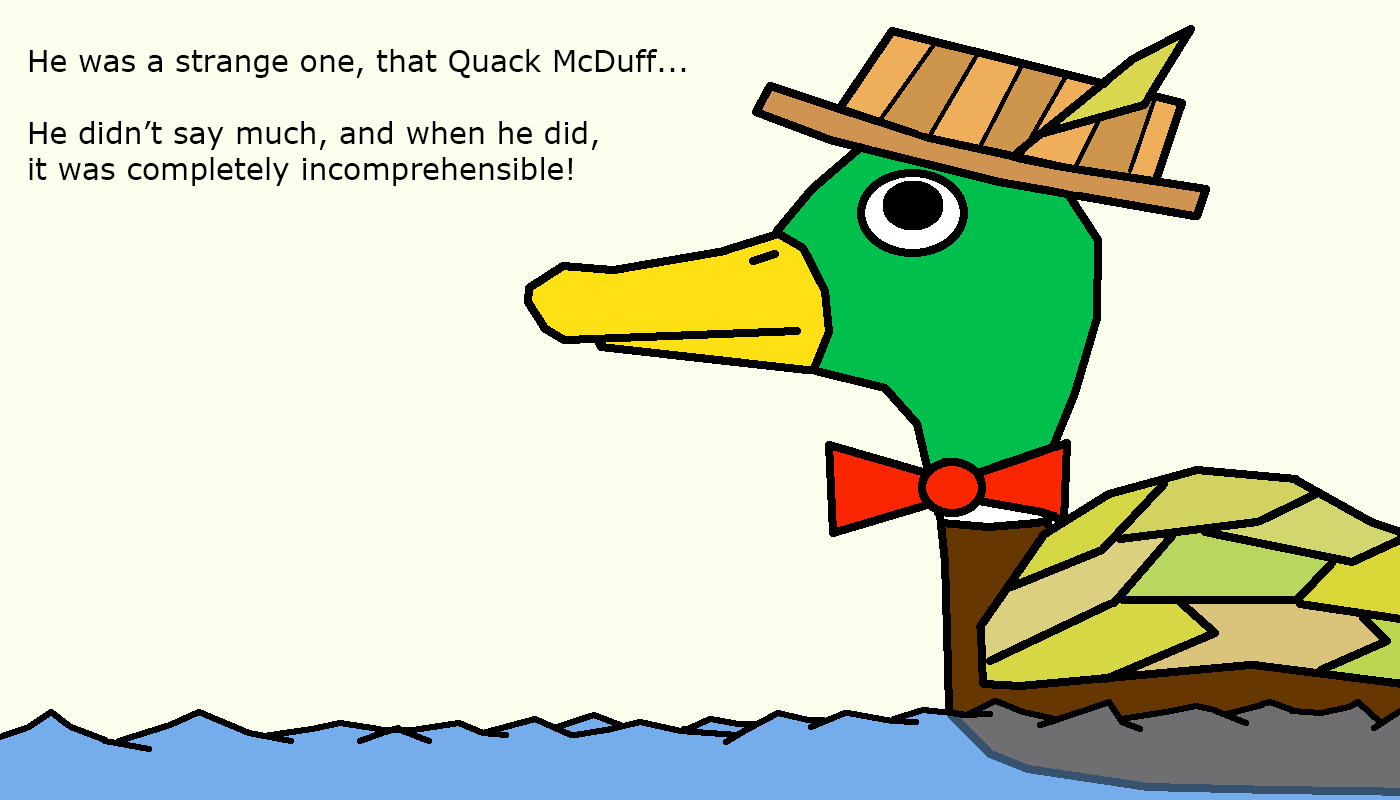 He was a strange one, that Quack McDuff...
He didn’t say much, and when he did,
it was completely incomprehensible!